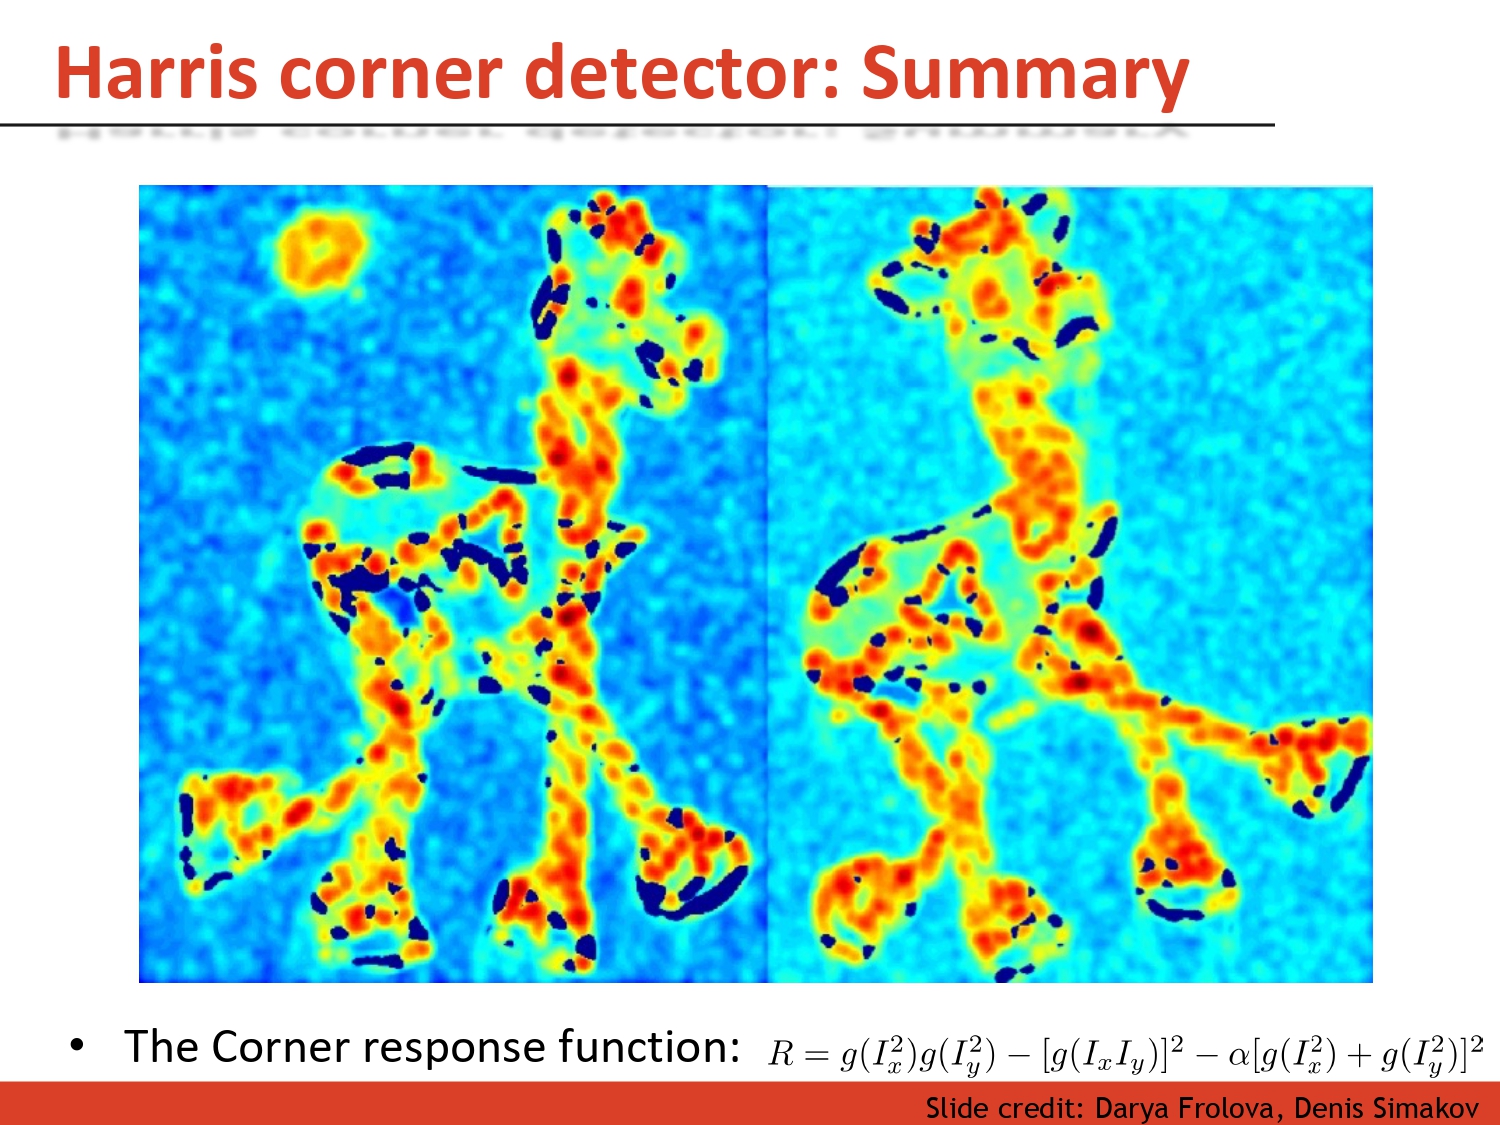 Harris corner detector: Summary
• The Corner response function: $R = g(I_x^2)g(I_y^2) - [g(I_xI_y)]^2 - \alpha[g(I_x^2) + g(I_y^2)]^2$
Slide credit: Darya Frolova, Denis Simakov